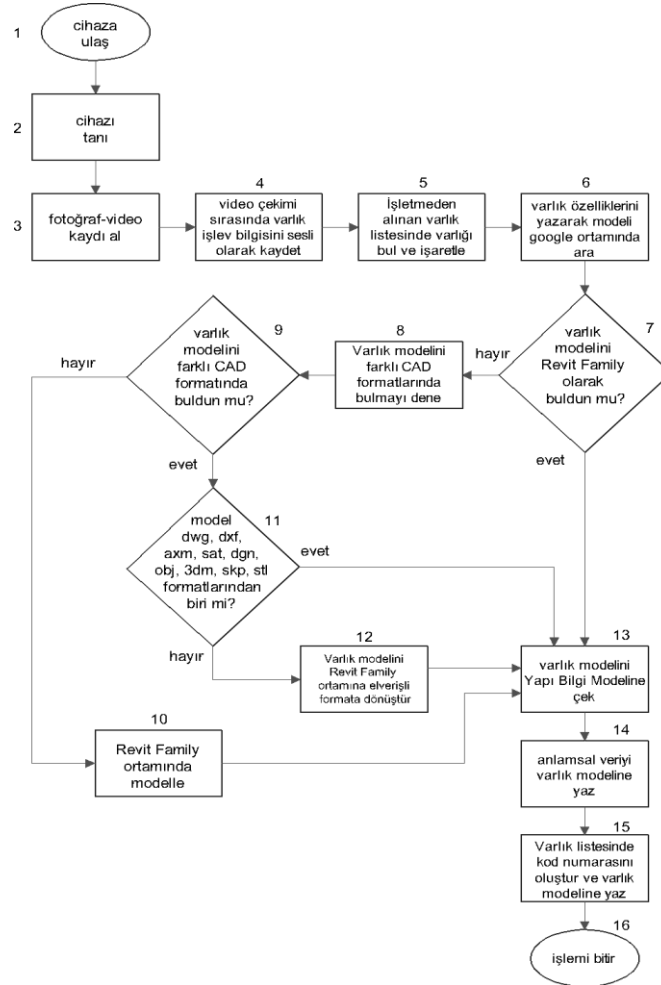 1
cihaza
ulaş
2
cihazı
tanı
3
fotoğraf-video
kaydı al
4
video çekimi
sırasında varlık
işlev bilgisini sesli
olarak kaydet
5
İşletmeden
alınan varlık
listesinde varlığı
bul ve işaretle
6
varlık özelliklerini
yazarak modeli
google ortamında
ara
7
varlık
modelini
Revit Family
olarak
buldun mu?
hayır
evet
8
Varlık modelini
farklı CAD
formatlarında
bulmayı dene
9
varlık
modelini
farklı CAD
formatında
buldun mu?
hayır
evet
11
model
dwg, dxf,
axm, sat, dgn,
obj, 3dm, skp, stl
formatlarından
biri mi?
evet
hayır
12
Varlık modelini
Revit Family
ortamına elverişli
formata dönüştür
10
Revit Family
ortamında
modelle
13
varlık modelini
Yapı Bilgi Modeline
çek
14
anlamsal veriyi
varlık modeline
yaz
15
Varlık listesinde
kod numarasını
oluştur ve varlık
modeline yaz
16
işlemi bitir